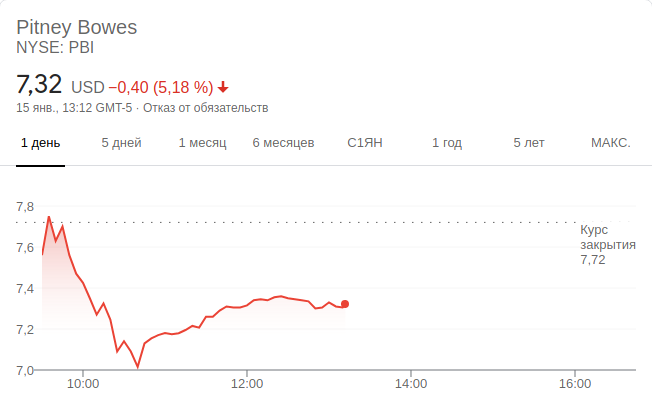 Pitney Bowes
NYSE: PBI
7,32 USD −0,40 (5,18 %)
15 янв., 13:12 GMT-5 · Отказ от обязательств
1 день 5 дней 1 месяц 6 месяцев С1ЯН 1 год 5 лет МАКС.
7,8
Курс
закрытия
7,72
7,6
7,4
7,2
7,0
10:00 12:00 14:00 16:00